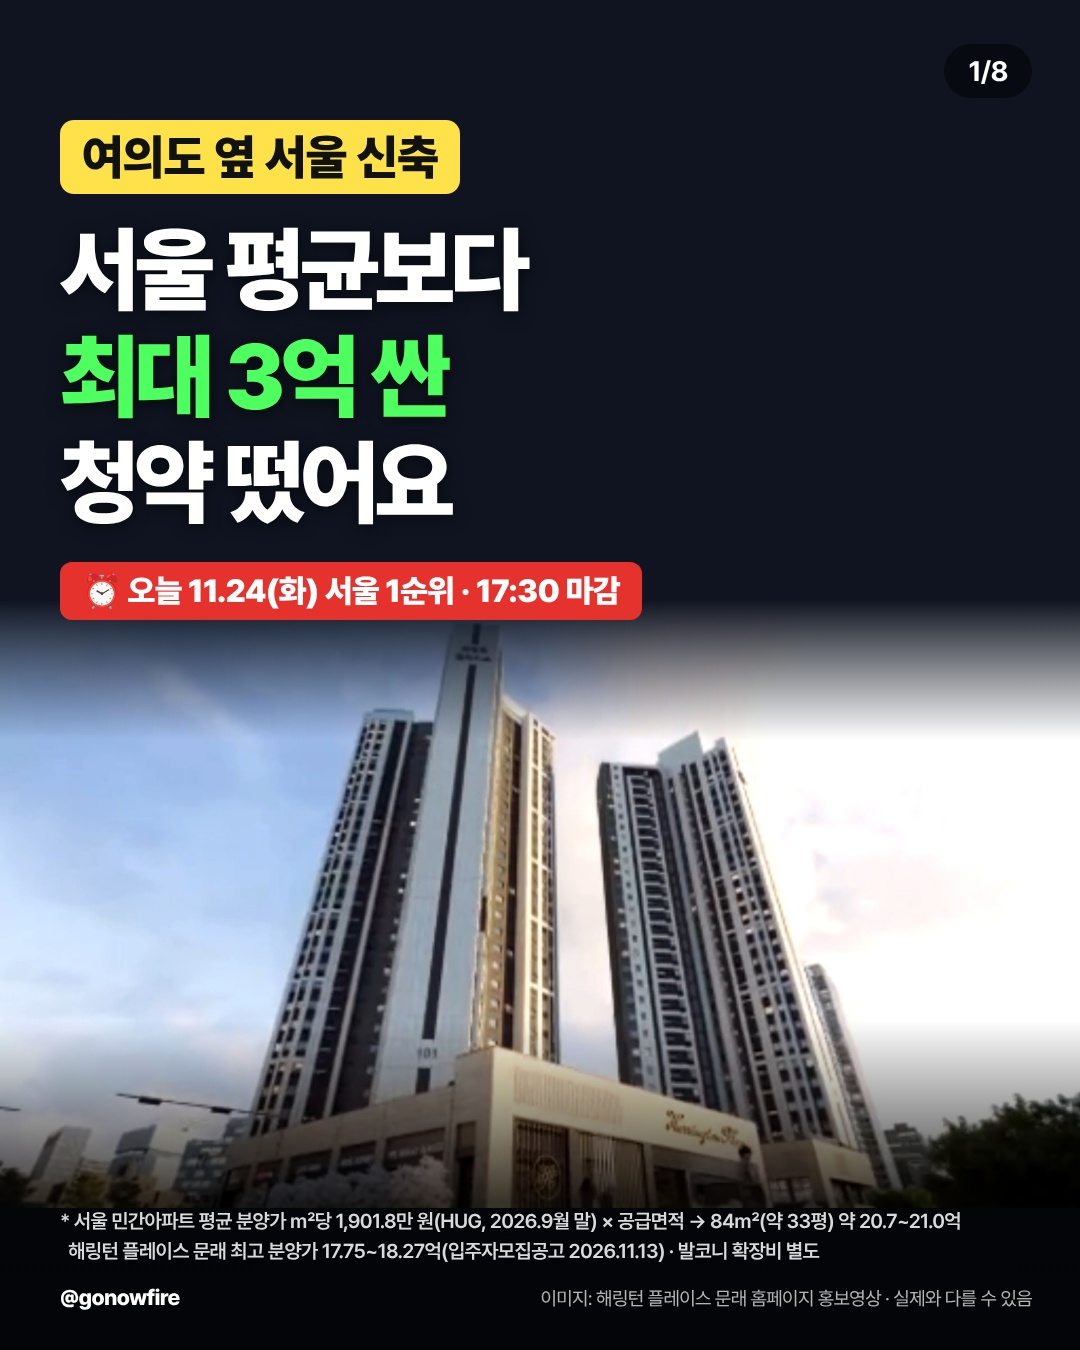 1/8
여의도 옆 서울 신축
서울 평균보다
최대 3억 싼
청약 떴어요
⏰ 오늘 11.24(화) 서울 1순위 · 17:30 마감
101
* 서울 민간아파트 평균 분양가 m²당 1,901.8만 원(HUG, 2026.9월 말) × 공급면적 → 84m²(약 33평) 약 20.7~21.0억
해링턴 플레이스 문래 최고 분양가 17.75~18.27억(입주자모집공고 2026.11.13) · 발코니 확장비 별도
@gonowfire
이미지: 해링턴 플레이스 문래 홈페이지 홍보영상 · 실제와 다를 수 있음